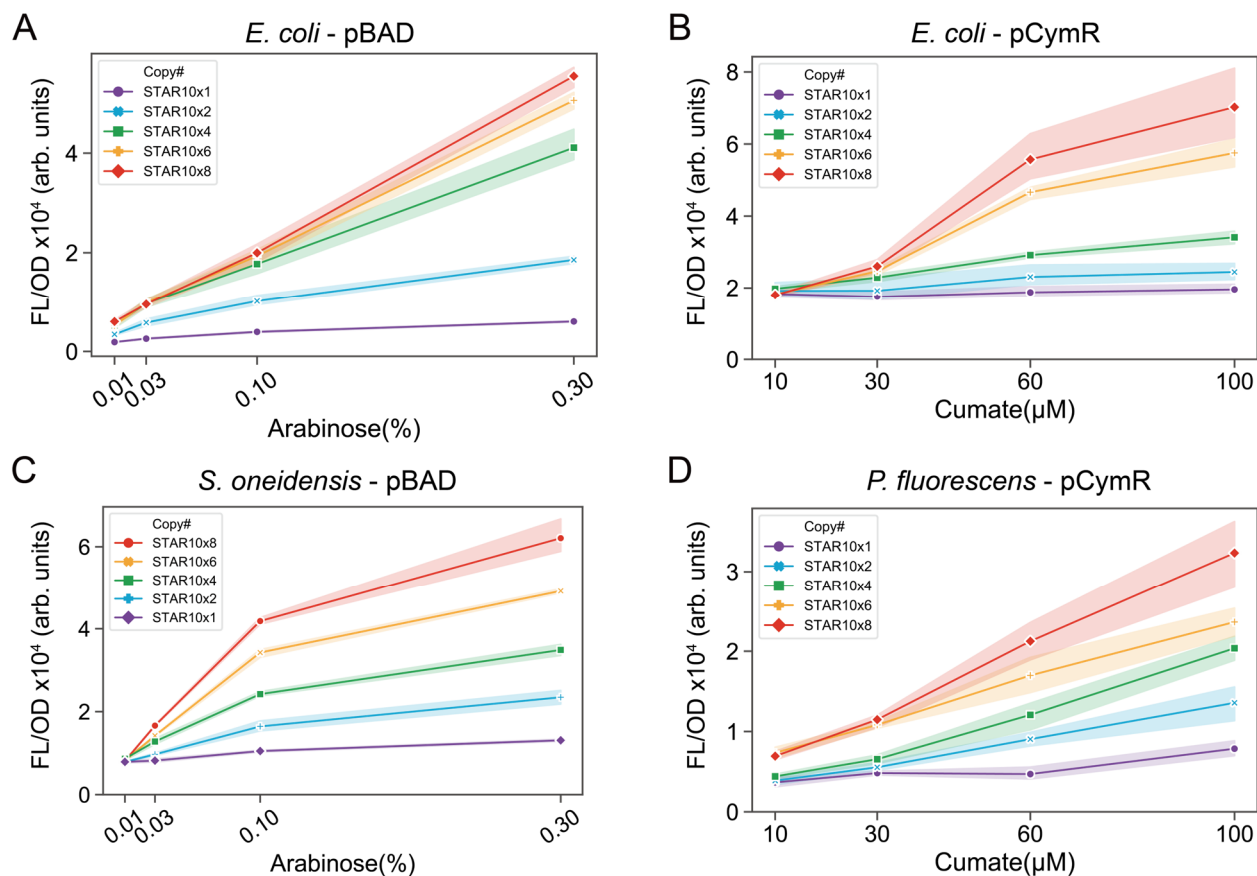 A
E. coli - pBAD
FL/OD x10⁴ (arb. units)
Copy#
STAR10x1
STAR10x2
STAR10x4
STAR10x6
STAR10x8
4
2
0
0.01
0.03
0.10
0.30
Arabinose(%)
B
E. coli - pCymR
FL/OD x10⁴ (arb. units)
Copy#
STAR10x1
STAR10x2
STAR10x4
STAR10x6
STAR10x8
8
6
4
2
0
10
30
60
100
Cumate(µM)
C
S. oneidensis - pBAD
FL/OD x10⁴ (arb. units)
Copy#
STAR10x8
STAR10x6
STAR10x4
STAR10x2
STAR10x1
6
4
2
0
0.01
0.03
0.10
0.30
Arabinose(%)
D
P. fluorescens - pCymR
FL/OD x10⁴ (arb. units)
Copy#
STAR10x1
STAR10x2
STAR10x4
STAR10x6
STAR10x8
3
2
1
0
10
30
60
100
Cumate(µM)